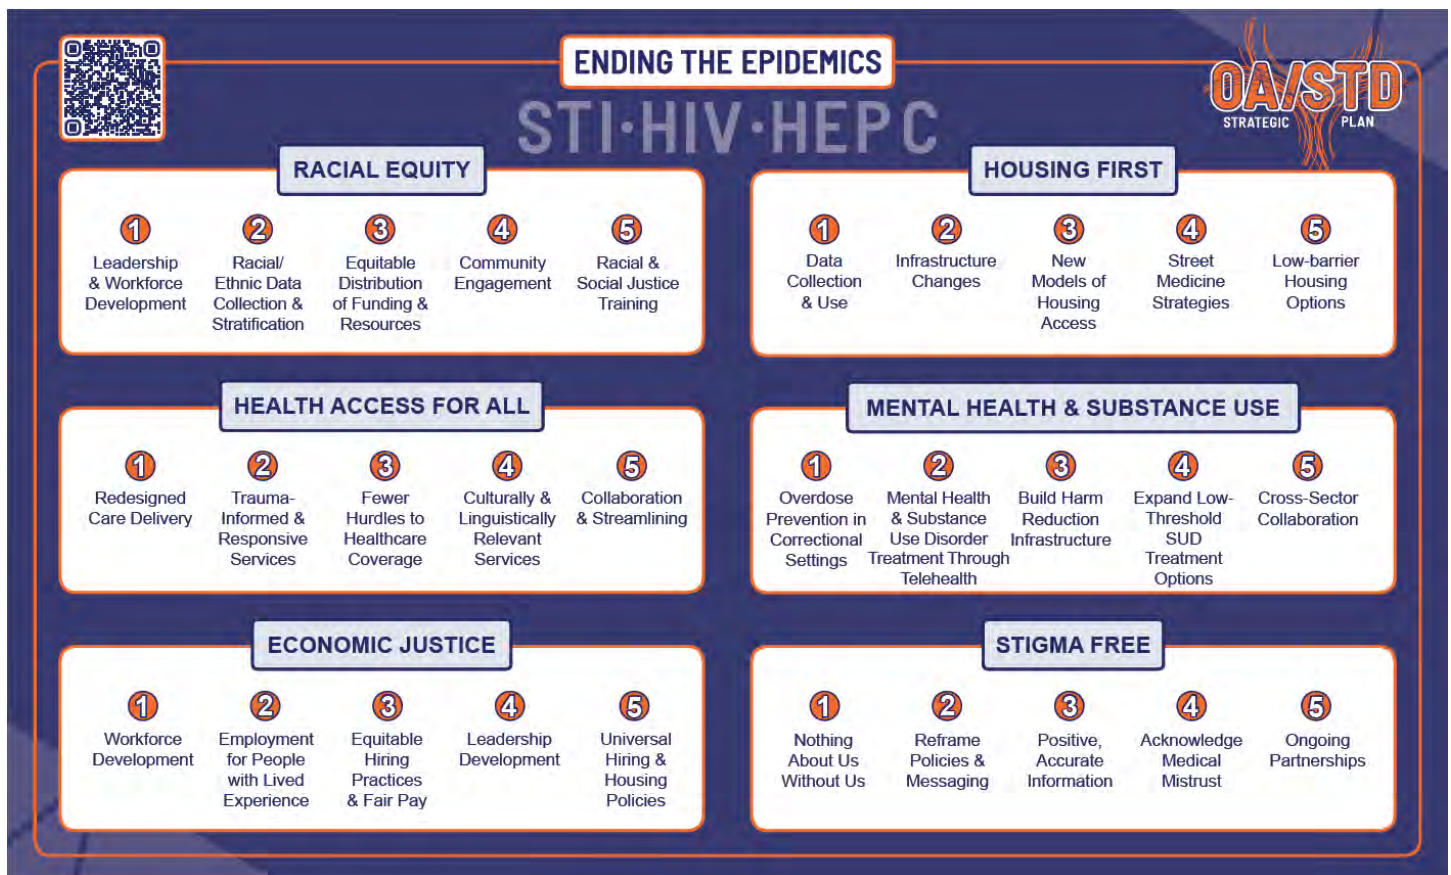 ENDING THE EPIDEMICS
STI·HIV·HEP C
OA/STD
STRATEGIC PLAN
RACIAL EQUITY
1
Leadership
& Workforce
Development
2
Racial/
Ethnic Data
Collection &
Stratification
3
Equitable
Distribution
of Funding &
Resources
4
Community
Engagement
5
Racial &
Social Justice
Training
HOUSING FIRST
1
Data
Collection
& Use
2
Infrastructure
Changes
3
New
Models of
Housing
Access
4
Street
Medicine
Strategies
5
Low-barrier
Housing
Options
HEALTH ACCESS FOR ALL
1
Redesigned
Care Delivery
2
Trauma-
Informed &
Responsive
Services
3
Fewer
Hurdles to
Healthcare
Coverage
4
Culturally &
Linguistically
Relevant
Services
5
Collaboration
& Streamlining
MENTAL HEALTH & SUBSTANCE USE
1
Overdose
Prevention in
Correctional
Settings
2
Mental Health
& Substance
Use Disorder
Treatment Through
Telehealth
3
Build Harm
Reduction
Infrastructure
4
Expand Low-
Threshold
SUD
Treatment
Options
5
Cross-Sector
Collaboration
ECONOMIC JUSTICE
1
Workforce
Development
2
Employment
for People
with Lived
Experience
3
Equitable
Hiring
Practices
& Fair Pay
4
Leadership
Development
5
Universal
Hiring &
Housing
Policies
STIGMA FREE
1
Nothing
About Us
Without Us
2
Reframe
Policies &
Messaging
3
Positive,
Accurate
Information
4
Acknowledge
Medical
Mistrust
5
Ongoing
Partnerships